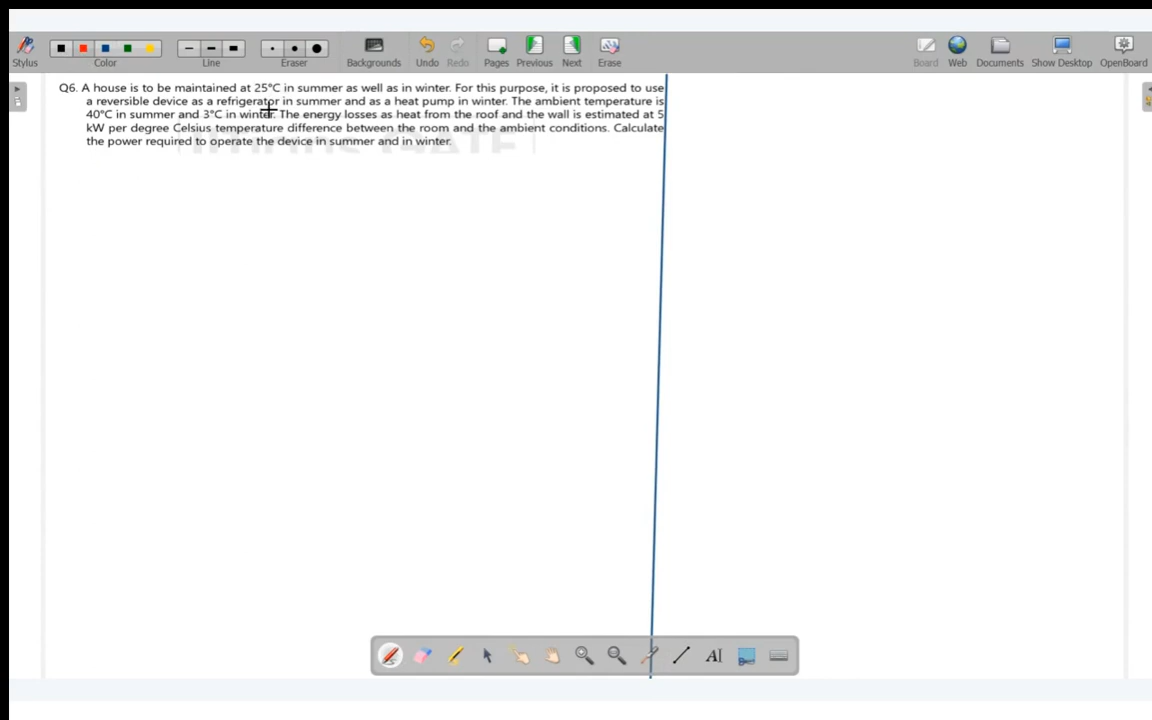 Stylus
Color
Line
Eraser
Backgrounds
Undo
Redo
Pages
Previous
Next
Erase
Board
Web
Documents
Show Desktop
OpenBoard
Q6. A house is to be maintained at 25°C in summer as well as in winter. For this purpose, it is proposed to use
a reversible device as a refrigerator in summer and as a heat pump in winter. The ambient temperature is
40°C in summer and 3°C in winter. The energy losses as heat from the roof and the wall is estimated at 5
kW per degree Celsius temperature difference between the room and the ambient conditions. Calculate
the power required to operate the device in summer and in winter.
AI